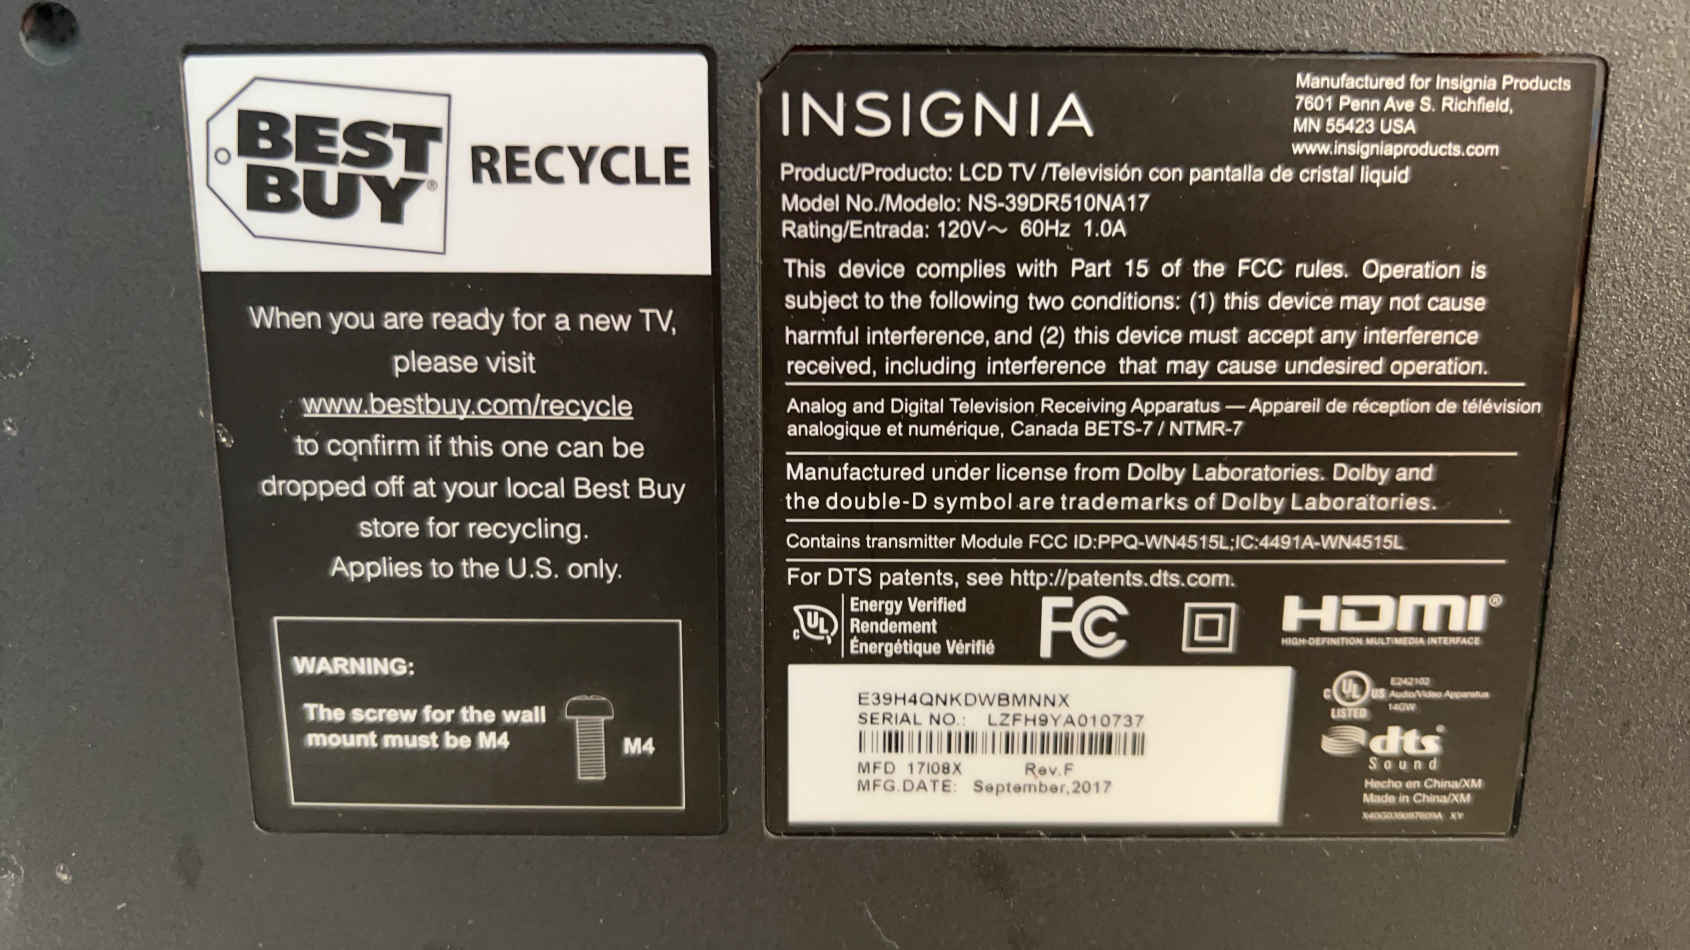 BEST
BUY®
RECYCLE
When you are ready for a new TV,
please visit
www.bestbuy.com/recycle
to confirm if this one can be
dropped off at your local Best Buy
store for recycling.
Applies to the U.S. only.
WARNING:
The screw for the wall
mount must be M4
M4
INSIGNIA
Manufactured for Insignia Products
7601 Penn Ave S. Richfield,
MN 55423 USA
www.insigniaproducts.com
Product/Producto: LCD TV /Televisión con pantalla de cristal liquid
Model No./Modelo: NS-39DR510NA17
Rating/Entrada: 120V～ 60Hz 1.0A
This device complies with Part 15 of the FCC rules. Operation is
subject to the following two conditions: (1) this device may not cause
harmful interference, and (2) this device must accept any interference
received, including interference that may cause undesired operation.
Analog and Digital Television Receiving Apparatus — Appareil de réception de télévision
analogique et numérique, Canada BETS-7 / NTMR-7
Manufactured under license from Dolby Laboratories. Dolby and
the double-D symbol are trademarks of Dolby Laboratories.
Contains transmitter Module FCC ID:PPQ-WN4515L;IC:4491A-WN4515L
For DTS patents, see http://patents.dts.com.
C UL
Energy Verified
Rendement
Énergétique Vérifié
FC
HDMI®
HIGH-DEFINITION MULTIMEDIA INTERFACE
E39H4QNKDWBMNNX
SERIAL NO.: LZFH9YA010737
MFD 17I08X Rev.F
MFG.DATE: September,2017
C UL US
LISTED
E242102
Audio/Video Apparatus
14GW
dts
Sound
Hecho en China/XM
Made in China/XM
XY